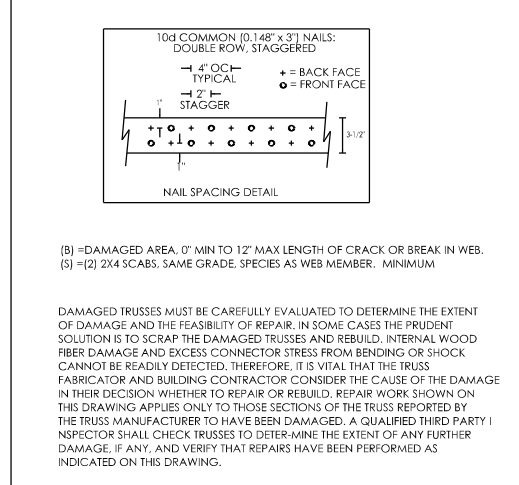 10d COMMON (0.148" x 3") NAILS:
DOUBLE ROW, STAGGERED
4" OC
TYPICAL
+ = BACK FACE
2"
= FRONT FACE
STAGGER
1"
3-1/2"
1"
NAIL SPACING DETAIL
(B) =DAMAGED AREA, 0" MIN TO 12" MAX LENGTH OF CRACK OR BREAK IN WEB.
(S) =(2) 2X4 SCABS, SAME GRADE, SPECIES AS WEB MEMBER. MINIMUM
DAMAGED TRUSSES MUST BE CAREFULLY EVALUATED TO DETERMINE THE EXTENT
OF DAMAGE AND THE FEASIBILITY OF REPAIR. IN SOME CASES THE PRUDENT
SOLUTION IS TO SCRAP THE DAMAGED TRUSSES AND REBUILD. INTERNAL WOOD
FIBER DAMAGE AND EXCESS CONNECTOR STRESS FROM BENDING OR SHOCK
CANNOT BE READILY DETECTED. THEREFORE, IT IS VITAL THAT THE TRUSS
FABRICATOR AND BUILDING CONTRACTOR CONSIDER THE CAUSE OF THE DAMAGE
IN THEIR DECISION WHETHER TO REPAIR OR REBUILD. REPAIR WORK SHOWN ON
THIS DRAWING APPLIES ONLY TO THOSE SECTIONS OF THE TRUSS REPORTED BY
THE TRUSS MANUFACTURER TO HAVE BEEN DAMAGED. A QUALIFIED THIRD PARTY I
NSPECTOR SHALL CHECK TRUSSES TO DETER-MINE THE EXTENT OF ANY FURTHER
DAMAGE, IF ANY, AND VERIFY THAT REPAIRS HAVE BEEN PERFORMED AS
INDICATED ON THIS DRAWING.